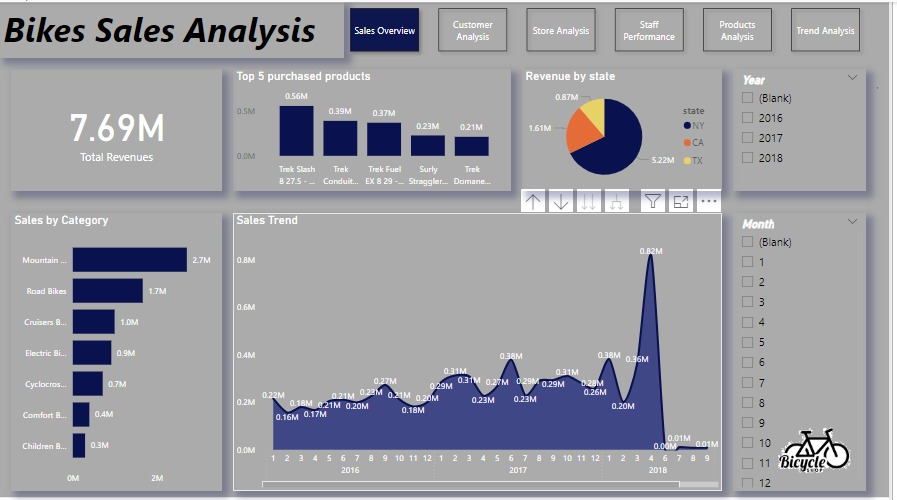 Bikes Sales Analysis
Sales Overview
Customer
Analysis
Store Analysis
Staff
Performance
Products
Analysis
Trend Analysis
7.69M
Total Revenues
Top 5 purchased products
0.5M
0.0M
0.56M
0.39M
0.37M
0.23M
0.21M
Trek Slash
8 27.5 - ...
Trek
Conduit...
Trek Fuel
EX 8 29 -...
Surly
Straggler...
Trek
Domane...
Revenue by state
0.87M
1.61M
5.22M
state
NY
CA
TX
Year
(Blank)
2016
2017
2018
Sales by Category
Mountain ...
2.7M
Road Bikes
1.7M
Cruisers B...
1.0M
Electric Bi...
0.9M
Cyclocros...
0.7M
Comfort B...
0.4M
Children B...
0.3M
0M 2M
Sales Trend
0.8M
0.6M
0.4M
0.2M
0.0M
0.22M
0.16M
0.18M
0.17M
0.21M
0.21M
0.20M
0.23M
0.27M
0.21M
0.18M
0.20M
0.29M
0.31M
0.31M
0.23M
0.27M
0.38M
0.23M
0.29M
0.29M
0.31M
0.28M
0.26M
0.38M
0.20M
0.36M
0.82M
0.00M
0.01M
0.01M
1 2 3 4 5 6 7 8 9 10 11 12 1 2 3 4 5 6 7 8 9 10 11 12 1 2 3 4 6 7 8 9
2016 2017 2018
Month
(Blank)
1
2
3
4
5
6
7
8
9
10
11
12
Bicycle
SHOP